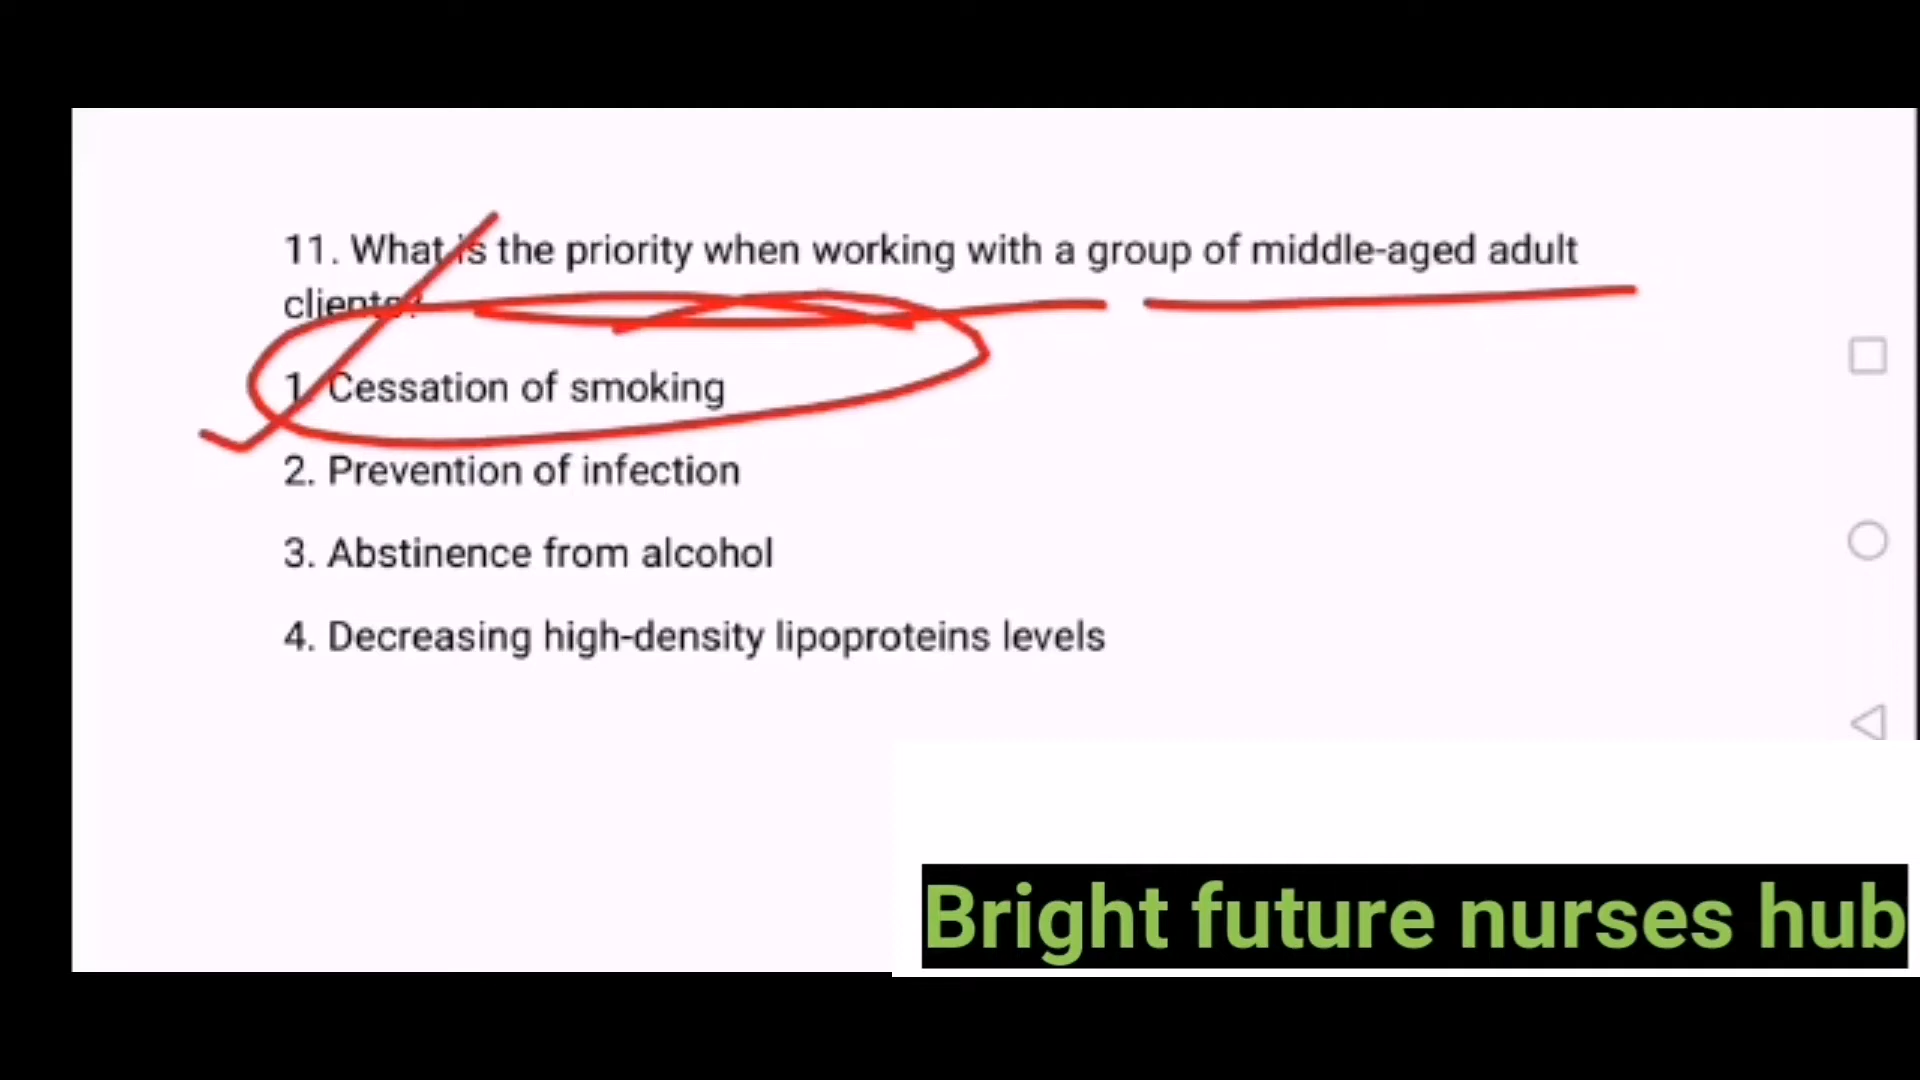 11. What is the priority when working with a group of middle-aged adult
clients?
1. Cessation of smoking
2. Prevention of infection
3. Abstinence from alcohol
4. Decreasing high-density lipoproteins levels
Bright future nurses hub